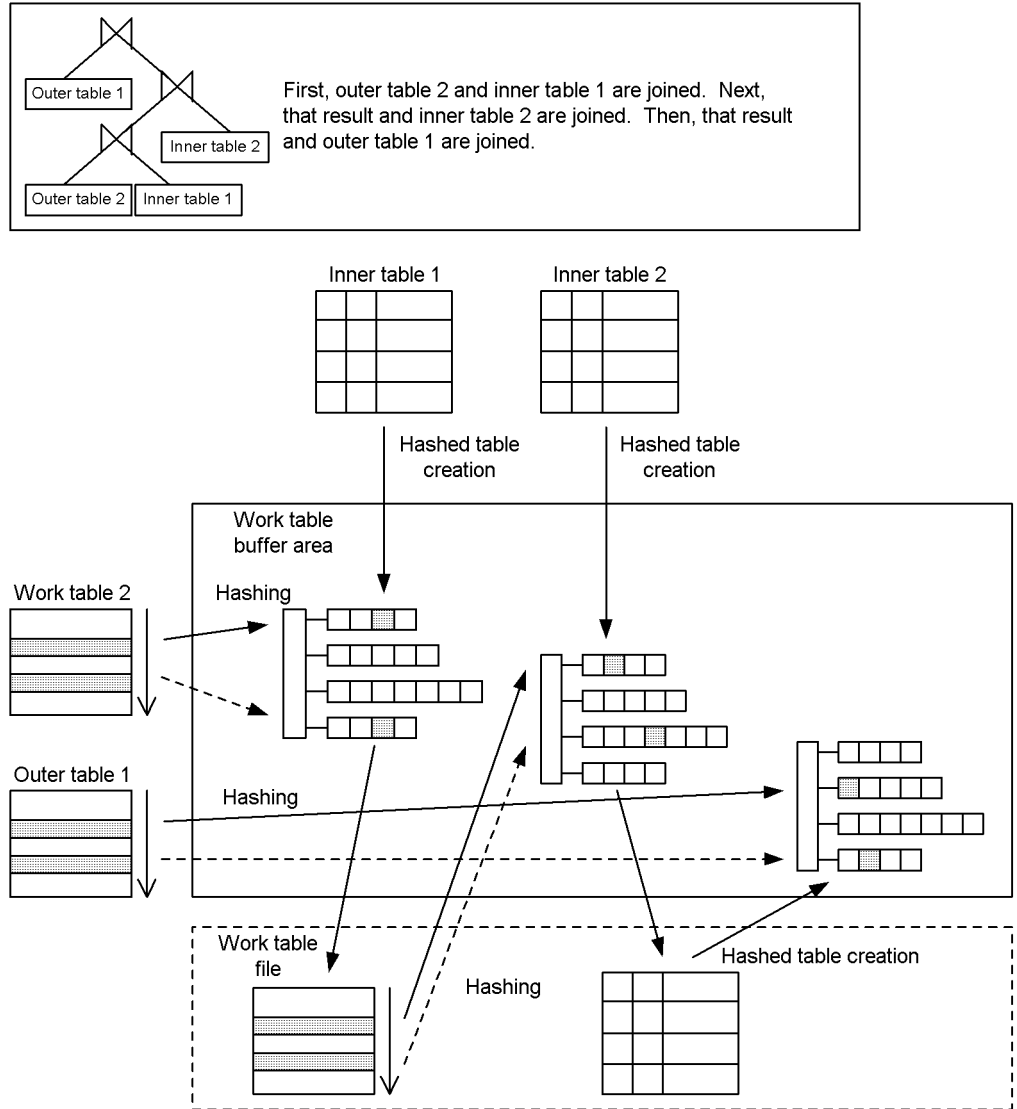 Outer table 1
Inner table 2
Outer table 2
Inner table 1
First, outer table 2 and inner table 1 are joined. Next,
that result and inner table 2 are joined. Then, that result
and outer table 1 are joined.
Inner table 1
Inner table 2
Hashed table
creation
Hashed table
creation
Work table
buffer area
Work table 2
Hashing
Outer table 1
Hashing
Work table
file
Hashing
Hashed table creation